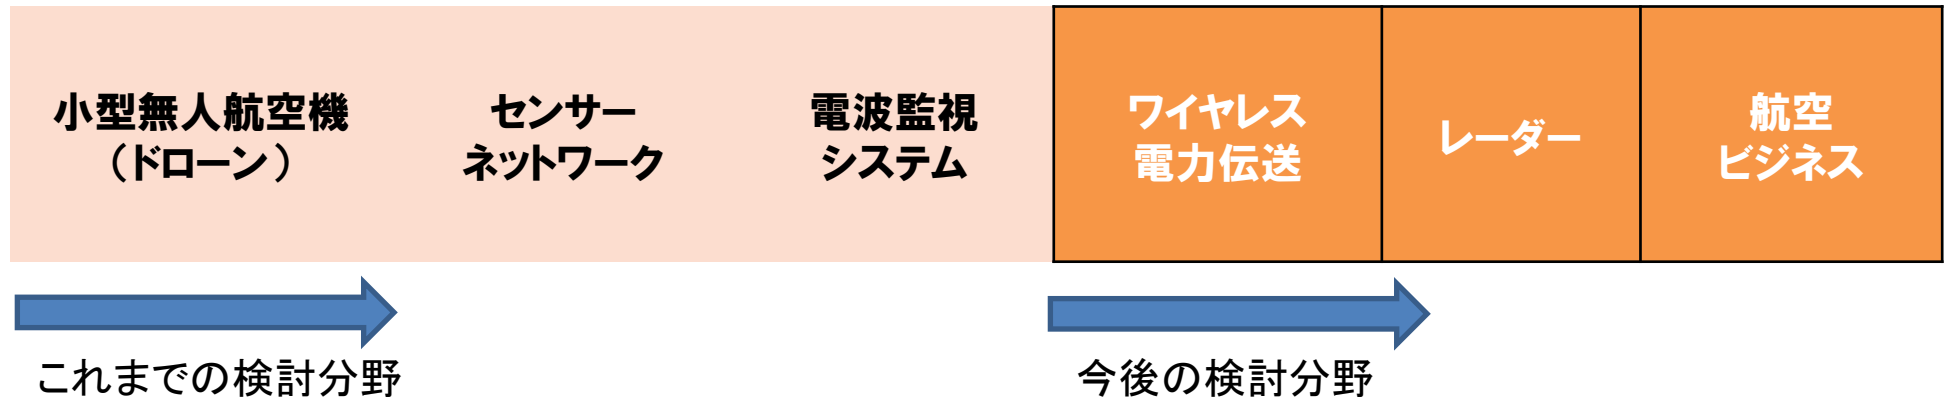 小型無人航空機
（ドローン）
センサー
ネットワーク
電波監視
システム
ワイヤレス
電力伝送
レーダー
航空
ビジネス
これまでの検討分野
今後の検討分野